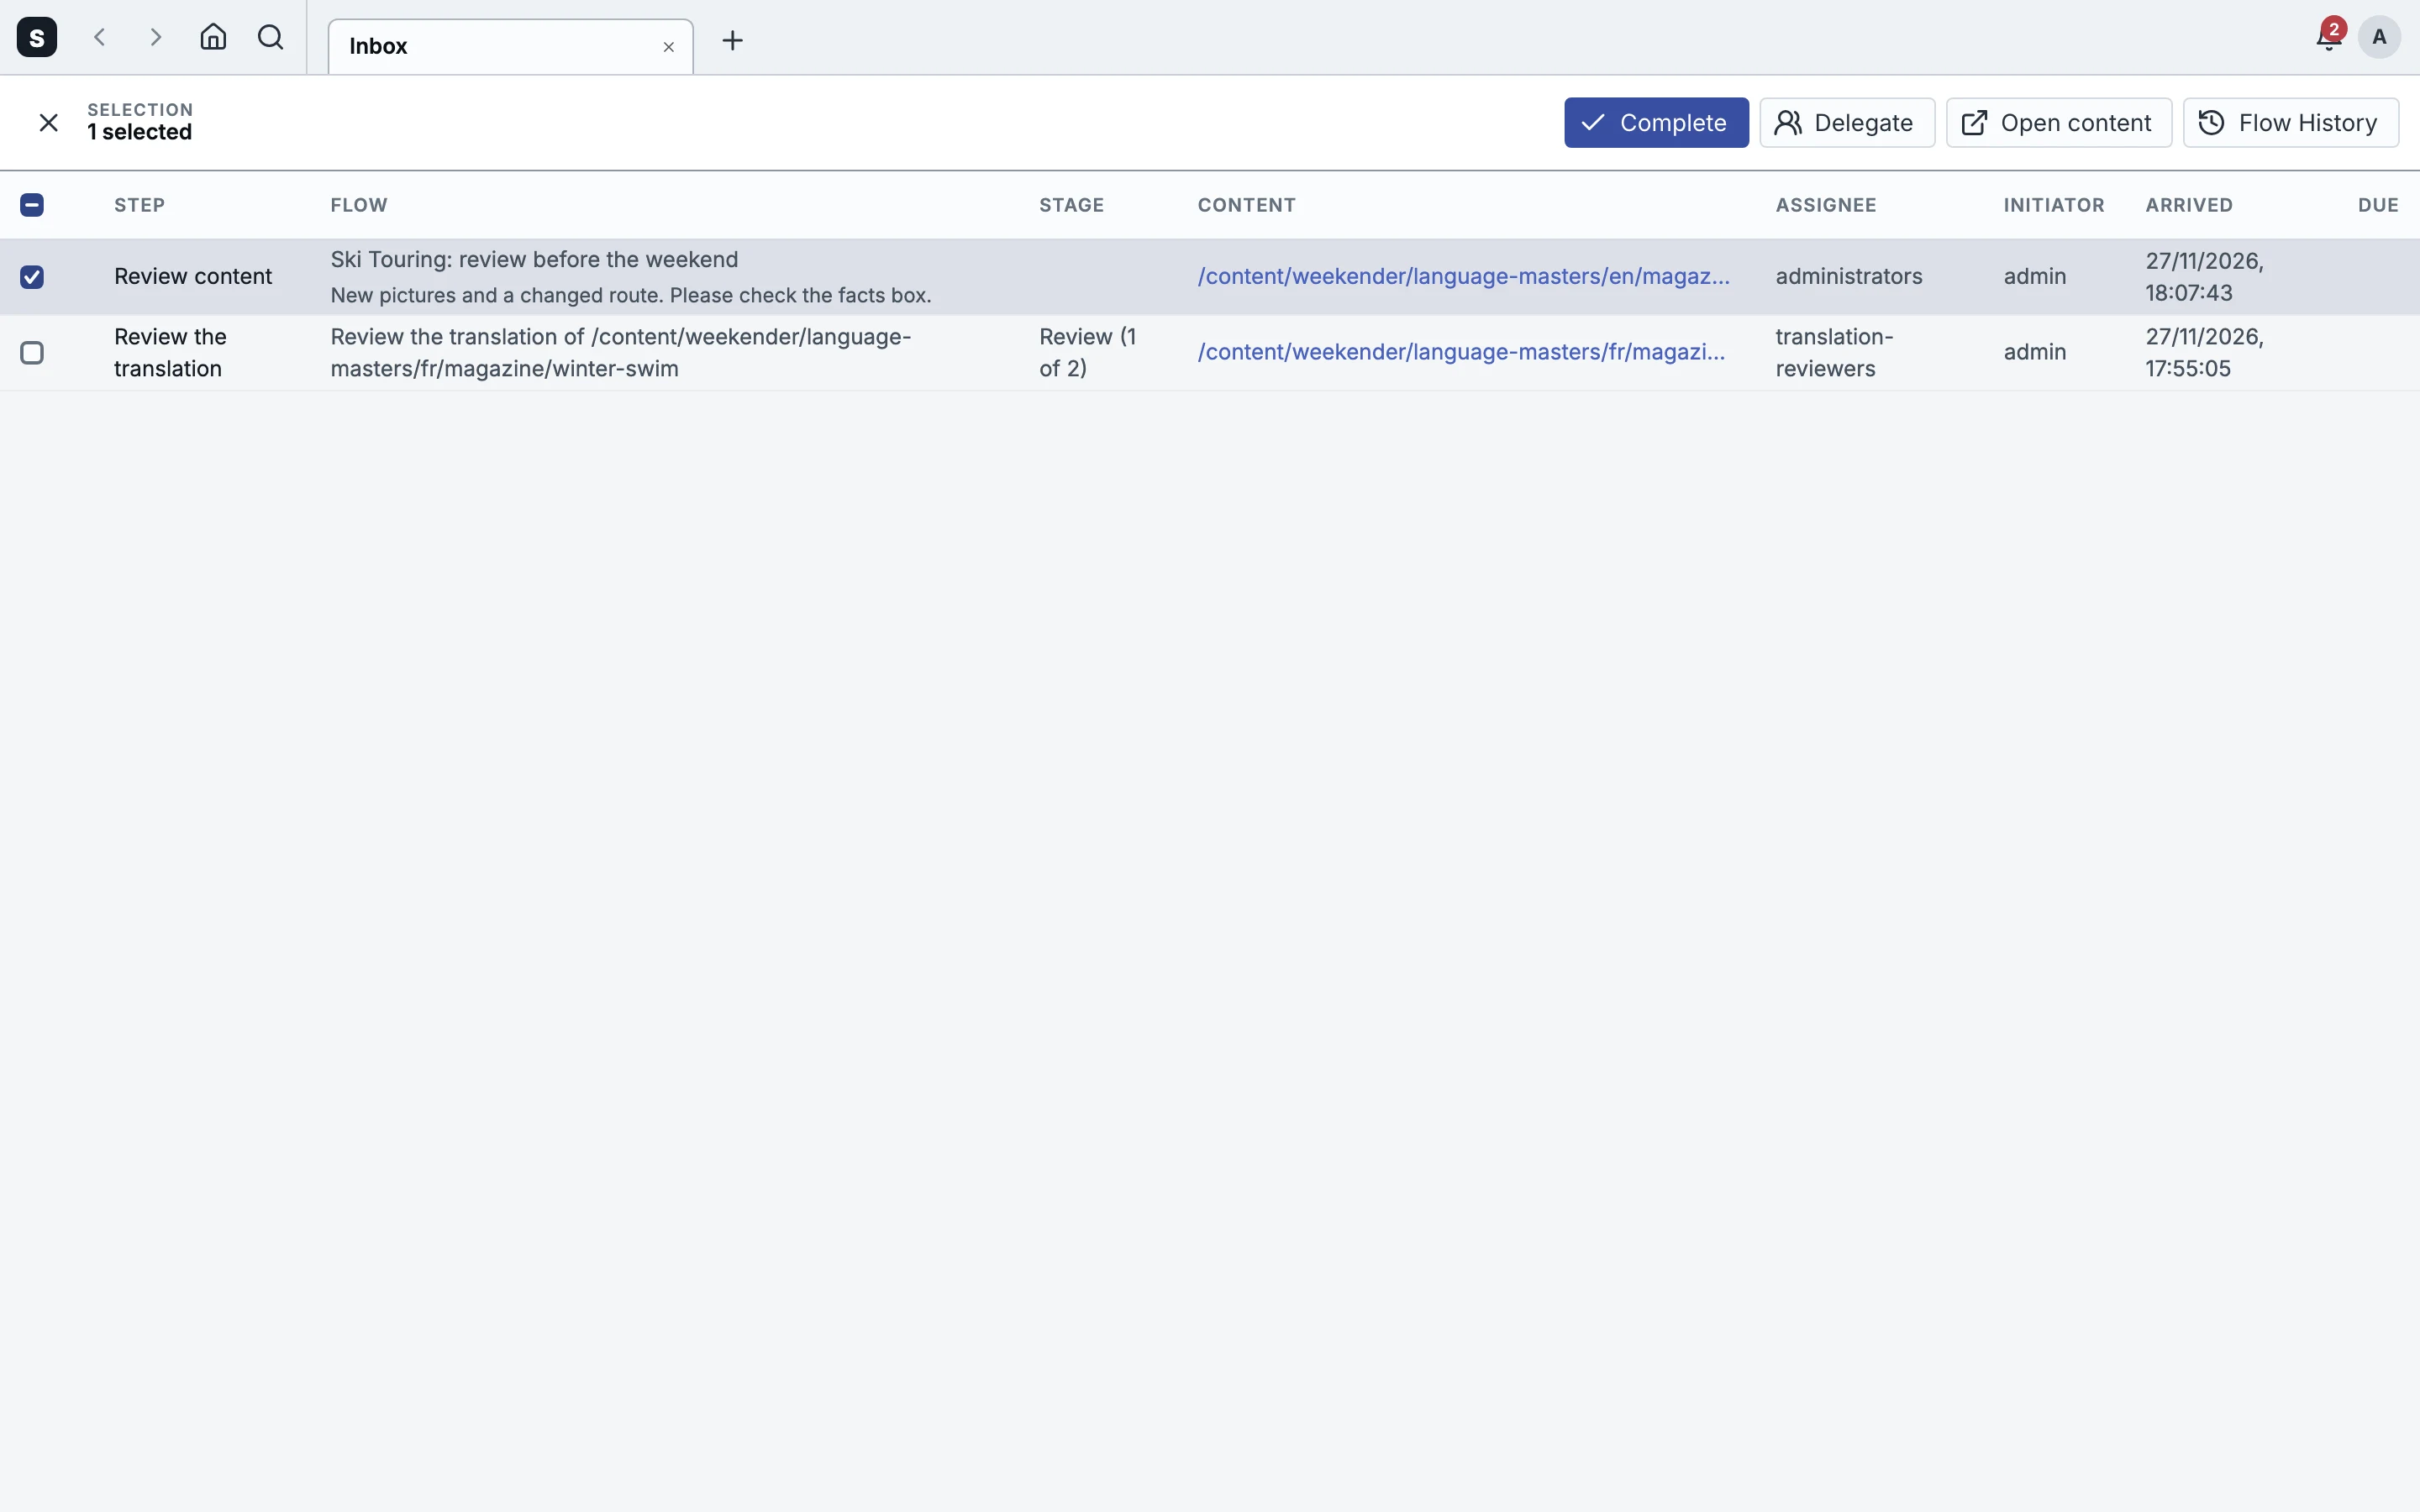 S
Inbox
2
A
SELECTION
1 selected
Complete
Delegate
Open content
Flow History
STEP
FLOW
STAGE
CONTENT
ASSIGNEE
INITIATOR
ARRIVED
DUE
Review content
Ski Touring: review before the weekend
New pictures and a changed route. Please check the facts box.
/content/weekender/language-masters/en/magaz...
administrators
admin
27/11/2026,
18:07:43
Review the
translation
Review the translation of /content/weekender/language-
masters/fr/magazine/winter-swim
Review (1
of 2)
/content/weekender/language-masters/fr/magazi...
translation-
reviewers
admin
27/11/2026,
17:55:05